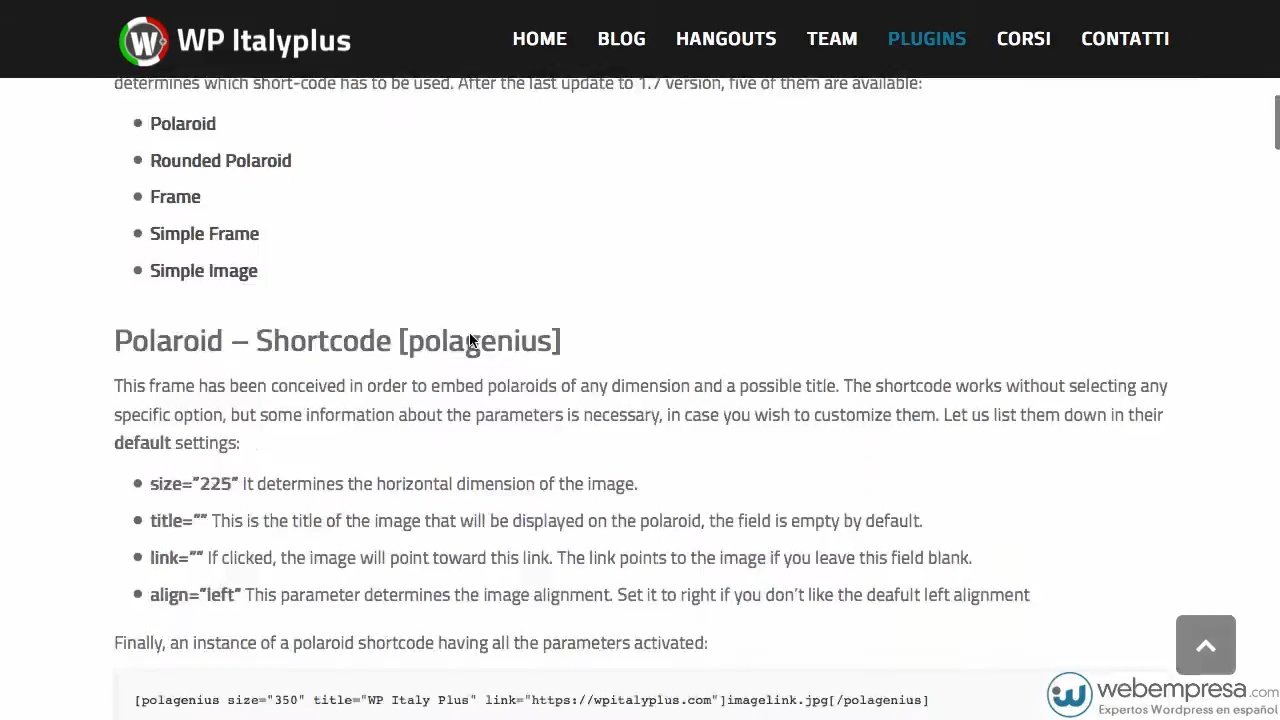 WP Italyplus
HOME BLOG HANGOUTS TEAM PLUGINS CORSI CONTATTI
determines which short-code has to be used. After the last update to 1.7 version, five of them are available:
Polaroid
Rounded Polaroid
Frame
Simple Frame
Simple Image
Polaroid – Shortcode [polagenius]
This frame has been conceived in order to embed polaroids of any dimension and a possible title. The shortcode works without selecting any
specific option, but some information about the parameters is necessary, in case you wish to customize them. Let us list them down in their
default settings:
size=”225” It determines the horizontal dimension of the image.
title=”” This is the title of the image that will be displayed on the polaroid, the field is empty by default.
link=”” If clicked, the image will point toward this link. The link points to the image if you leave this field blank.
align=”left” This parameter determines the image alignment. Set it to right if you don’t like the deafult left alignment
Finally, an instance of a polaroid shortcode having all the parameters activated:
[polagenius size="350" title="WP Italy Plus" link="https://wpitalyplus.com"]imagelink.jpg[/polagenius]
webempresa.com
Expertos Wordpress en español